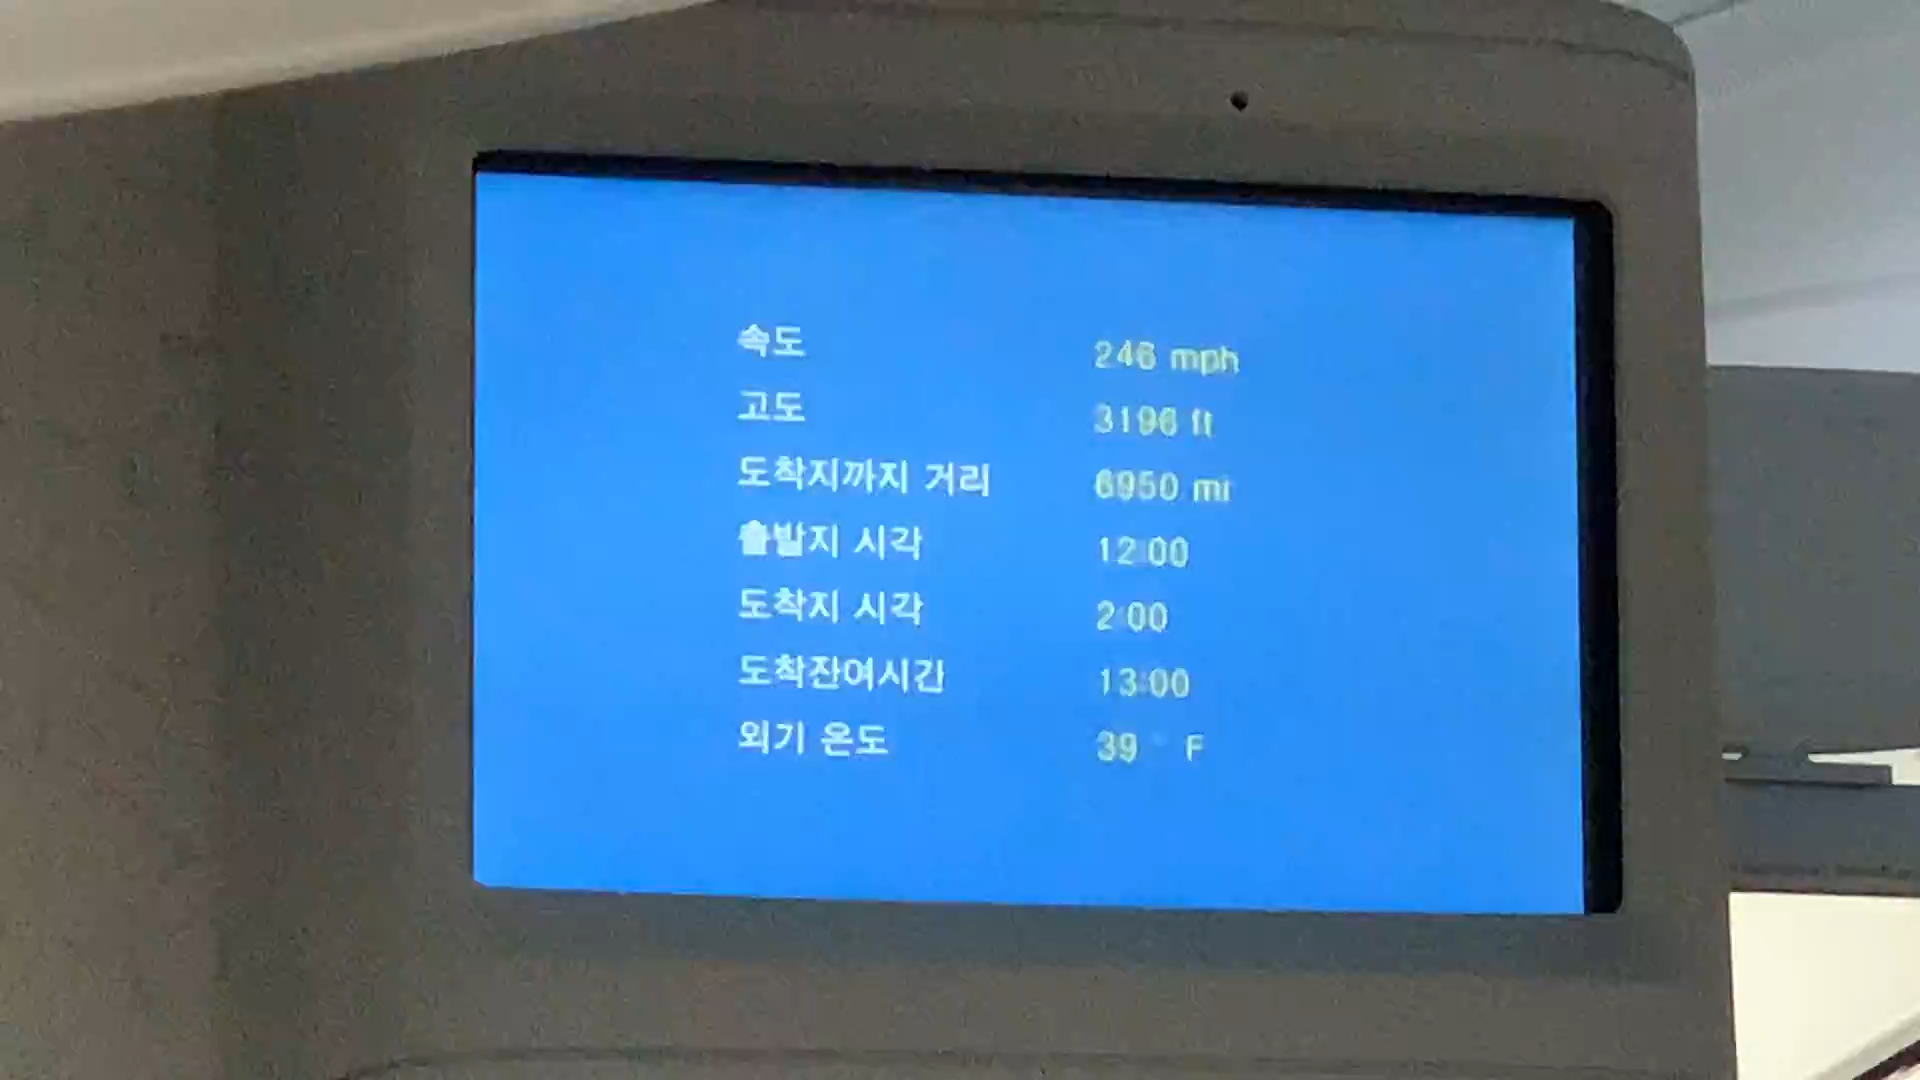 속도 246 mph
고도 3196 ft
도착지까지 거리 6950 mi
출발지 시각 12:00
도착지 시각 2:00
도착잔여시간 13:00
외기 온도 39 ° F